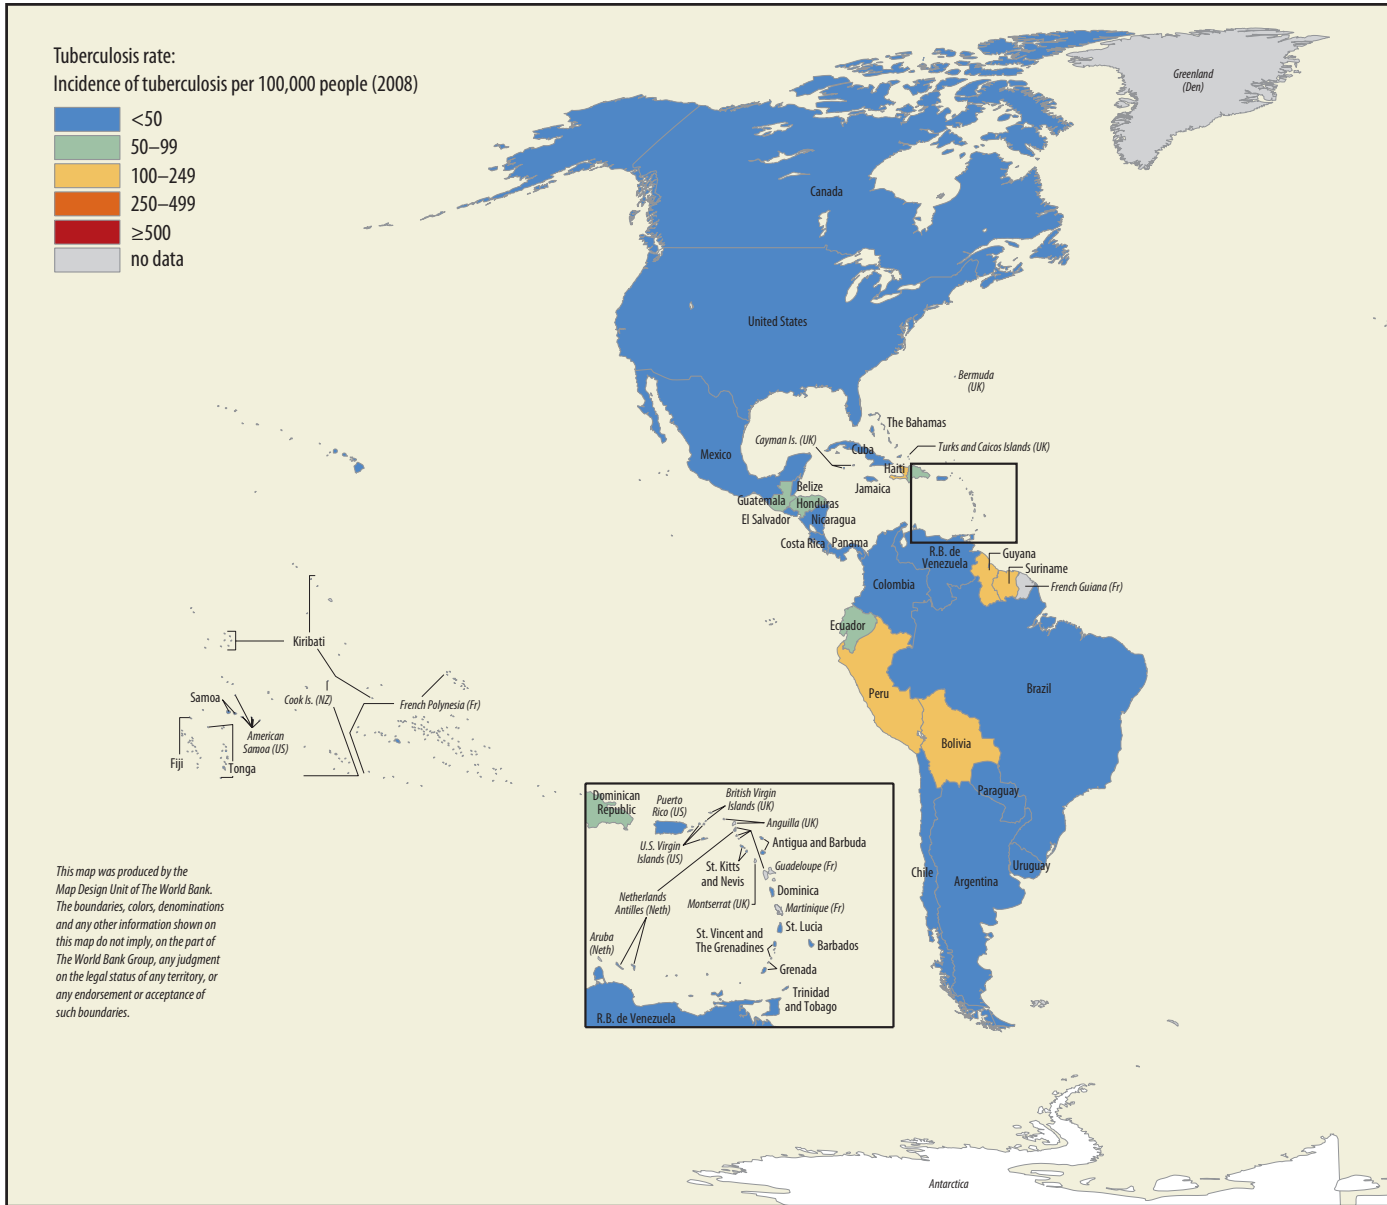 Tuberculosis rate:
Incidence of tuberculosis per 100,000 people (2008)
<50
50–99
100–249
250–499
≥500
no data
Greenland
(Den)
Canada
United States
Bermuda
(UK)
The Bahamas
Cayman Is. (UK)
Turks and Caicos Islands (UK)
Cuba
Mexico
Haiti
Belize
Jamaica
Guatemala
Honduras
El Salvador
Nicaragua
Costa Rica
Panama
R.B. de
Venezuela
Guyana
Suriname
French Guiana (Fr)
Colombia
Ecuador
Kiribati
Brazil
Peru
Samoa
Cook Is. (NZ)
French Polynesia (Fr)
American
Samoa (US)
Fiji
Tonga
Bolivia
Paraguay
Uruguay
Chile
Argentina
Dominican
Republic
Puerto
Rico (US)
British Virgin
Islands (UK)
Anguilla (UK)
U.S. Virgin
Islands (US)
Antigua and Barbuda
St. Kitts
and Nevis
Guadeloupe (Fr)
Dominica
Netherlands
Antilles (Neth)
Montserrat (UK)
Martinique (Fr)
St. Lucia
Aruba
(Neth)
St. Vincent and
The Grenadines
Barbados
Grenada
Trinidad
and Tobago
R.B. de Venezuela
This map was produced by the
Map Design Unit of The World Bank.
The boundaries, colors, denominations
and any other information shown on
this map do not imply, on the part of
The World Bank Group, any judgment
on the legal status of any territory, or
any endorsement or acceptance of
such boundaries.
Antarctica